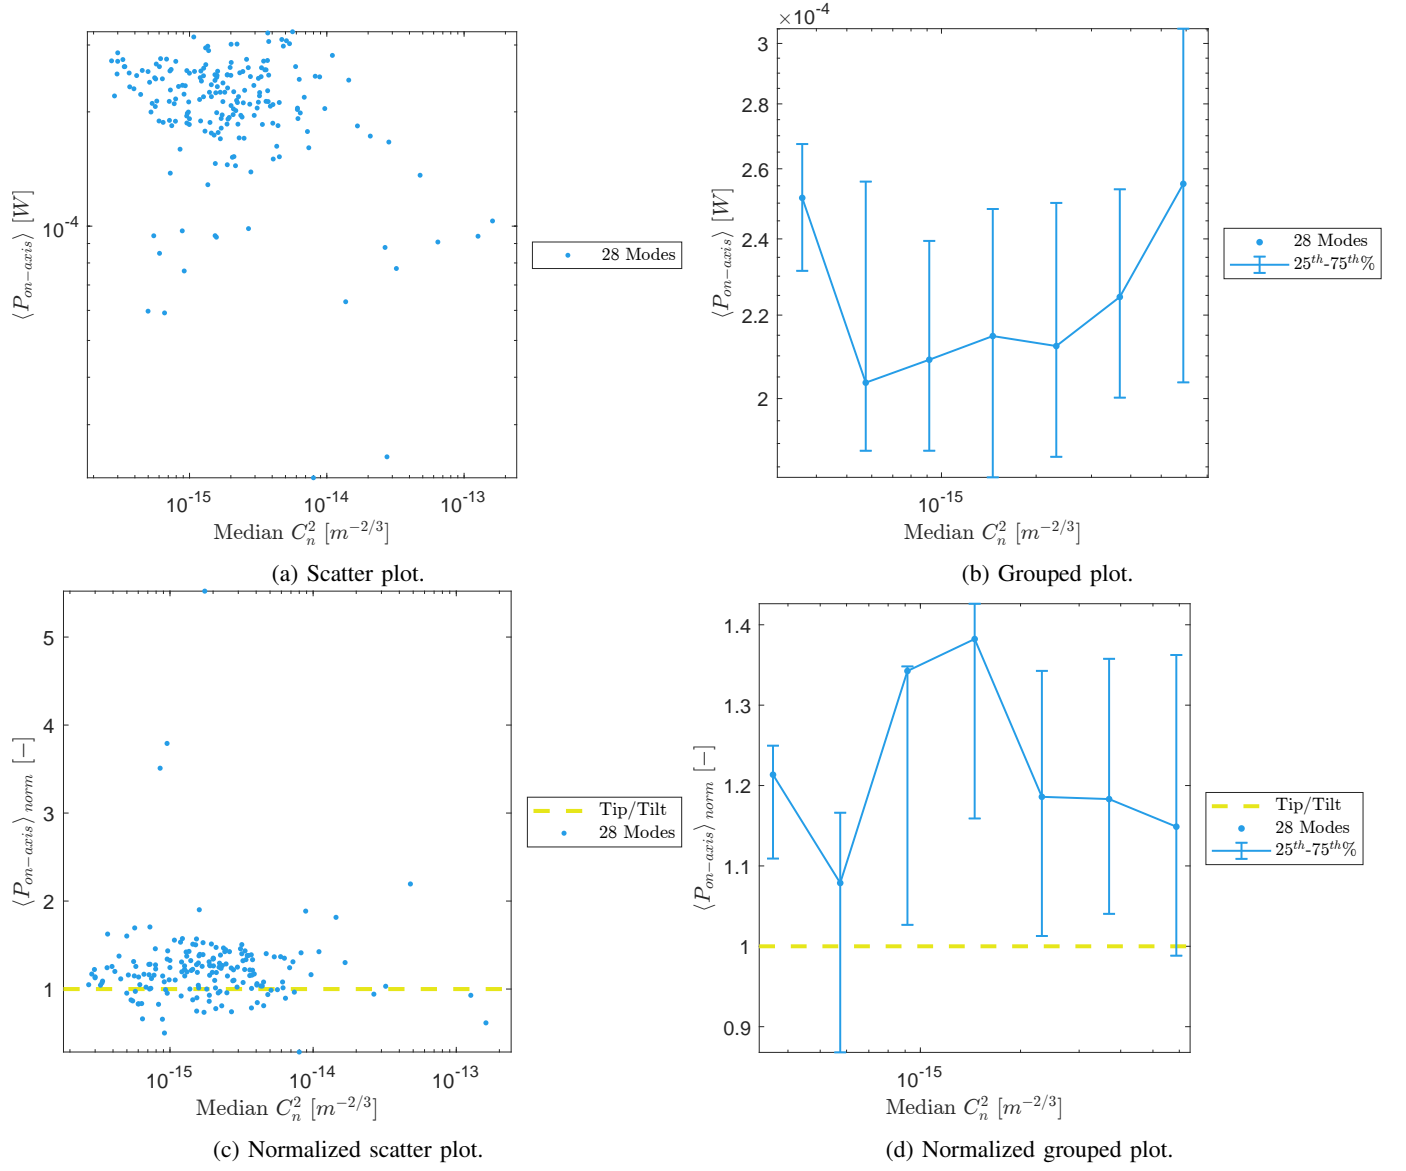 10⁻⁴
⟨P_{on−axis}⟩ [W]
10⁻¹⁵ 10⁻¹⁴ 10⁻¹³
Median C_n^2 [m^{−2/3}]
28 Modes
(a) Scatter plot.
×10⁻⁴
3
2.8
2.6
2.4
2.2
2
⟨P_{on−axis}⟩ [W]
10⁻¹⁵
Median C_n^2 [m^{−2/3}]
28 Modes
25^{th}-75^{th}%
(b) Grouped plot.
5
4
3
2
1
⟨P_{on−axis}⟩_{norm} [−]
10⁻¹⁵ 10⁻¹⁴ 10⁻¹³
Median C_n^2 [m^{−2/3}]
Tip/Tilt
28 Modes
(c) Normalized scatter plot.
1.4
1.3
1.2
1.1
1
0.9
⟨P_{on−axis}⟩_{norm} [−]
10⁻¹⁵
Median C_n^2 [m^{−2/3}]
Tip/Tilt
28 Modes
25^{th}-75^{th}%
(d) Normalized grouped plot.